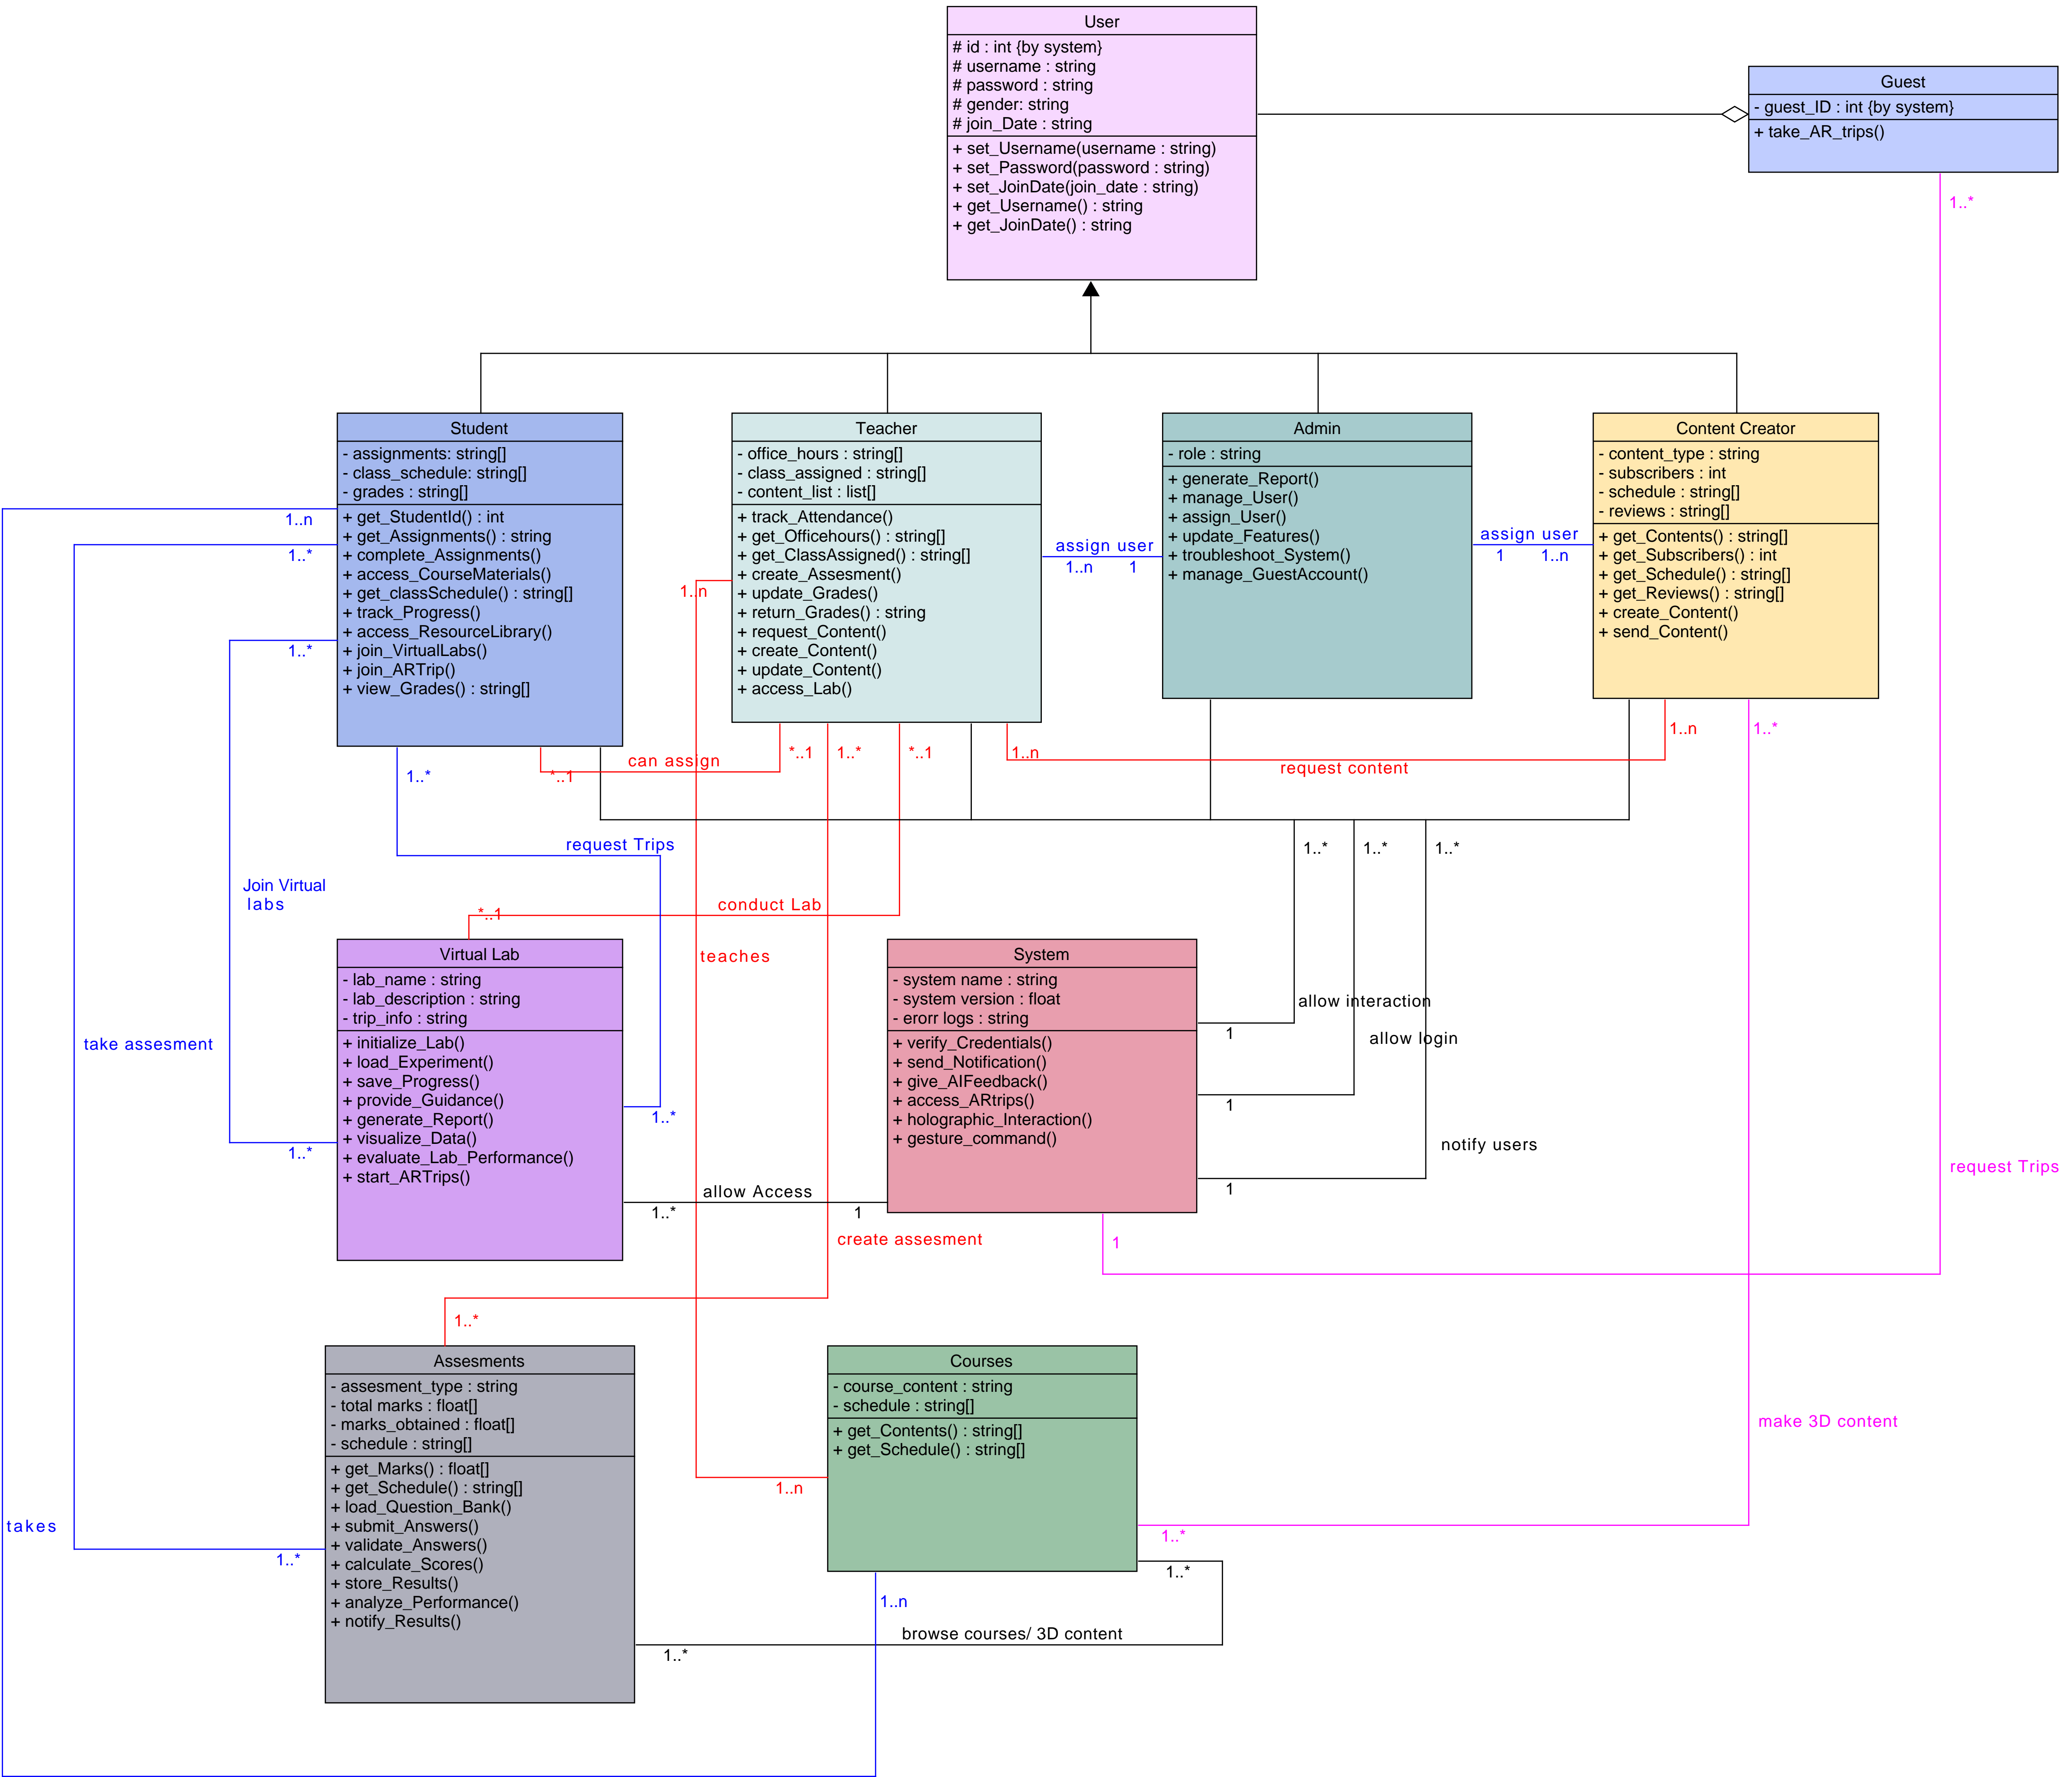 User
# id : int {by system}
# username : string
# password : string
# gender: string
# join_Date : string
+ set_Username(username : string)
+ set_Password(password : string)
+ set_JoinDate(join_date : string)
+ get_Username() : string
+ get_JoinDate() : string
Guest
- guest_ID : int {by system}
+ take_AR_trips()
1..*
Student
- assignments: string[]
- class_schedule: string[]
- grades : string[]
+ get_StudentId() : int
+ get_Assignments() : string
+ complete_Assignments()
+ access_CourseMaterials()
+ get_classSchedule() : string[]
+ track_Progress()
+ access_ResourceLibrary()
+ join_VirtualLabs()
+ join_ARTrip()
+ view_Grades() : string[]
1..n
1..*
1..*
Teacher
- office_hours : string[]
- class_assigned : string[]
- content_list : list[]
+ track_Attendance()
+ get_Officehours() : string[]
+ get_ClassAssigned() : string[]
+ create_Assesment()
+ update_Grades()
+ return_Grades() : string
+ request_Content()
+ create_Content()
+ update_Content()
+ access_Lab()
1..n
assign user
1..n
1
Admin
- role : string
+ generate_Report()
+ manage_User()
+ assign_User()
+ update_Features()
+ troubleshoot_System()
+ manage_GuestAccount()
assign user
1
1..n
Content Creator
- content_type : string
- subscribers : int
- schedule : string[]
- reviews : string[]
+ get_Contents() : string[]
+ get_Subscribers() : int
+ get_Schedule() : string[]
+ get_Reviews() : string[]
+ create_Content()
+ send_Content()
1..*
*..1
can assign
*..1
1..*
*..1
1..n
request content
1..n
1..*
request Trips
1..*
1..*
1..*
Join Virtual
labs
*..1
conduct Lab
teaches
take assesment
Virtual Lab
- lab_name : string
- lab_description : string
- trip_info : string
+ initialize_Lab()
+ load_Experiment()
+ save_Progress()
+ provide_Guidance()
+ generate_Report()
+ visualize_Data()
+ evaluate_Lab_Performance()
+ start_ARTrips()
1..*
1..*
allow Access
1..*
1
System
- system name : string
- system version : float
- erorr logs : string
+ verify_Credentials()
+ send_Notification()
+ give_AIFeedback()
+ access_ARtrips()
+ holographic_Interaction()
+ gesture_command()
allow interaction
1
allow login
1
notify users
1
request Trips
create assesment
1
1..*
Assesments
- assesment_type : string
- total marks : float[]
- marks_obtained : float[]
- schedule : string[]
+ get_Marks() : float[]
+ get_Schedule() : string[]
+ load_Question_Bank()
+ submit_Answers()
+ validate_Answers()
+ calculate_Scores()
+ store_Results()
+ analyze_Performance()
+ notify_Results()
takes
1..*
Courses
- course_content : string
- schedule : string[]
+ get_Contents() : string[]
+ get_Schedule() : string[]
1..n
make 3D content
1..*
1..*
1..n
browse courses/ 3D content
1..*